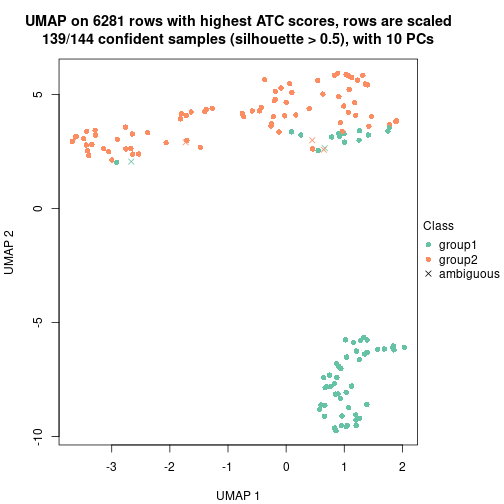 UMAP on 6281 rows with highest ATC scores, rows are scaled
139/144 confident samples (silhouette > 0.5), with 10 PCs
5
0
-5
-10
UMAP 2
-3
-2
-1
0
1
2
UMAP 1
Class
group1
group2
ambiguous